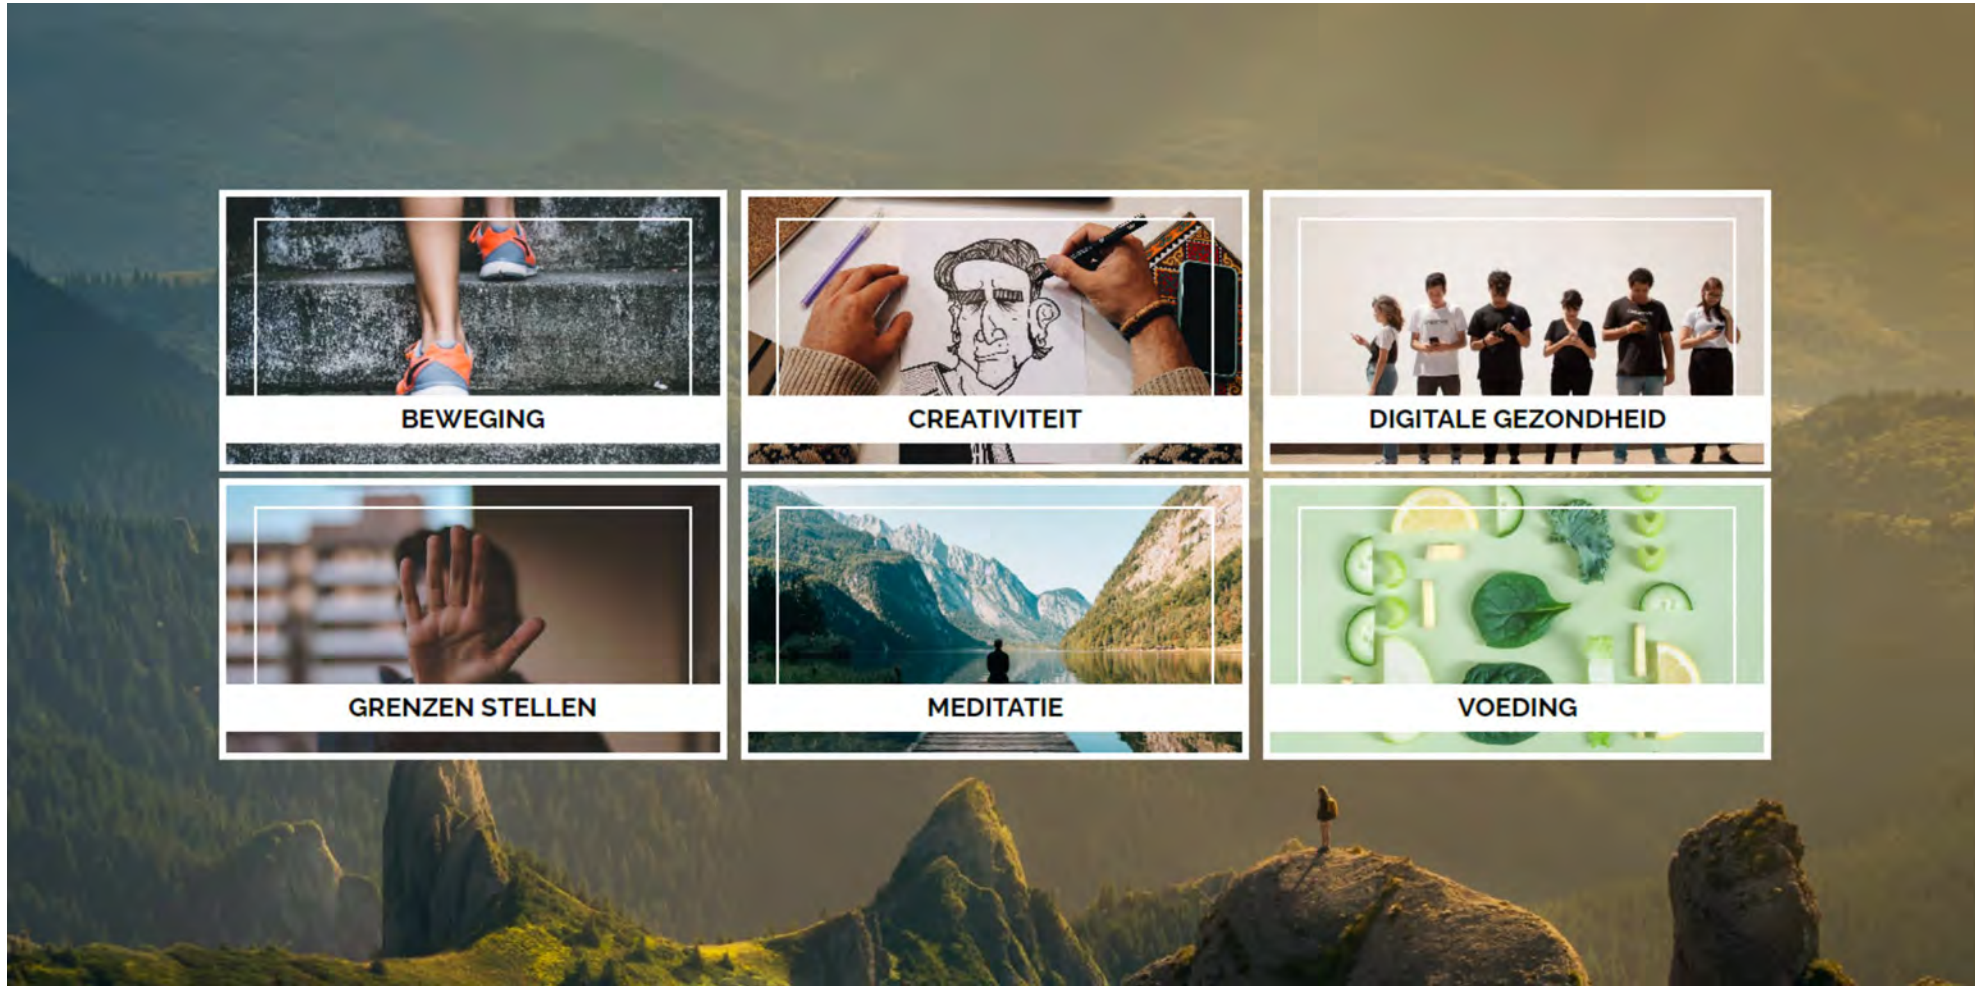 BEWEGING
CREATIVITEIT
DIGITALE GEZONDHEID
GRENZEN STELLEN
MEDITATIE
VOEDING